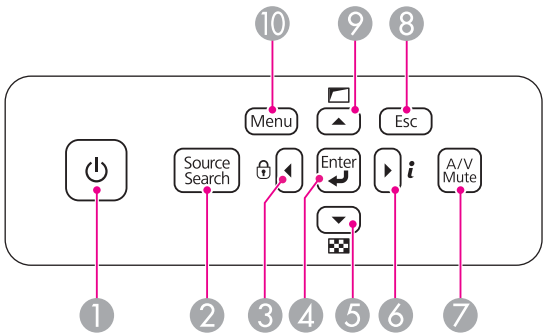 10 9 8
Menu Esc
Source
Search
Enter
i
A/V
Mute
1 2 3 4 5 6 7